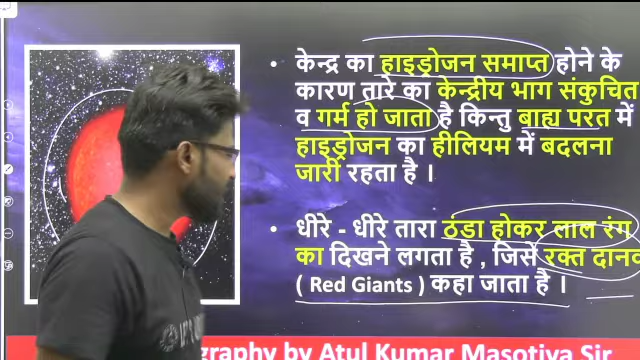 केन्द्र का हाइड्रोजन समाप्त होने के
कारण तारे का केन्द्रीय भाग संकुचित
व गर्म हो जाता है किन्तु बाह्य परत में
हाइड्रोजन का हीलियम में बदलना
जारी रहता है ।
धीरे - धीरे तारा ठंडा होकर लाल रंग
का दिखने लगता है , जिसे रक्त दानव
( Red Giants ) कहा जाता है ।
graphy by Atul Kumar Masotiya Sir